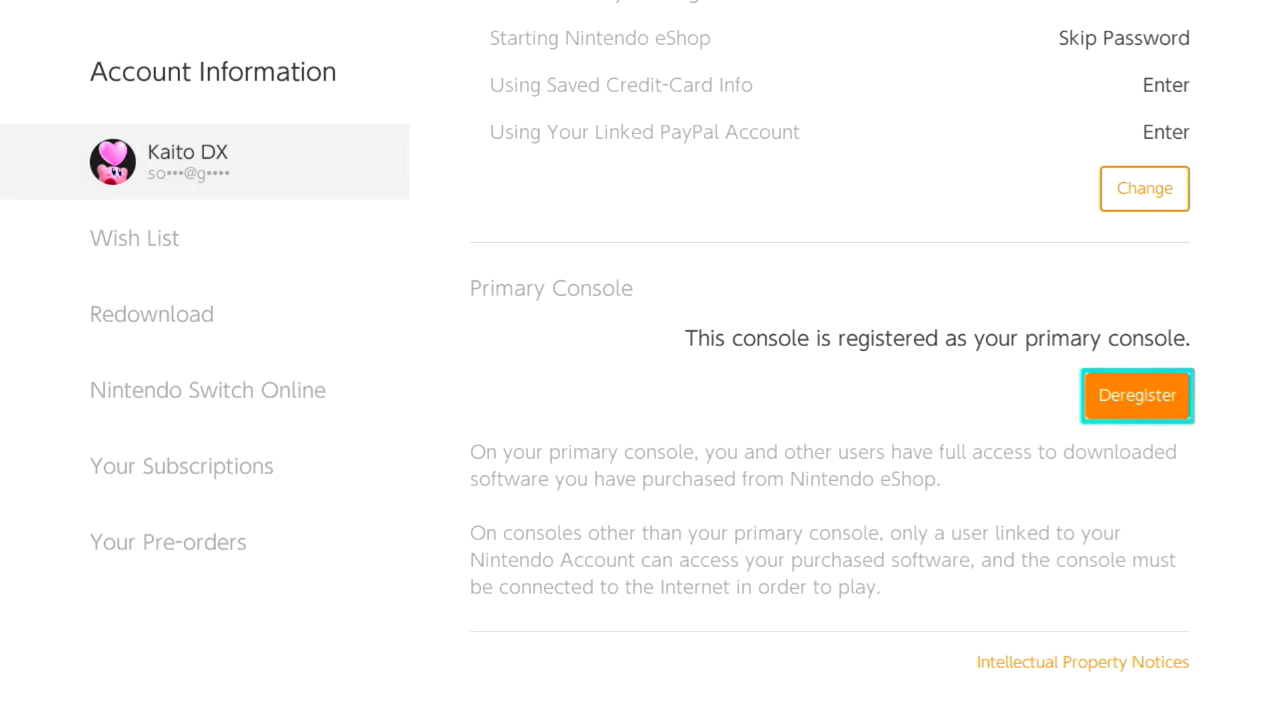 Account Information
Kaito DX
so•••@g••••
Wish List
Redownload
Nintendo Switch Online
Your Subscriptions
Your Pre-orders
Starting Nintendo eShop Skip Password
Using Saved Credit-Card Info Enter
Using Your Linked PayPal Account Enter
Change
Primary Console
This console is registered as your primary console.
Deregister
On your primary console, you and other users have full access to downloaded
software you have purchased from Nintendo eShop.
On consoles other than your primary console, only a user linked to your
Nintendo Account can access your purchased software, and the console must
be connected to the Internet in order to play.
Intellectual Property Notices